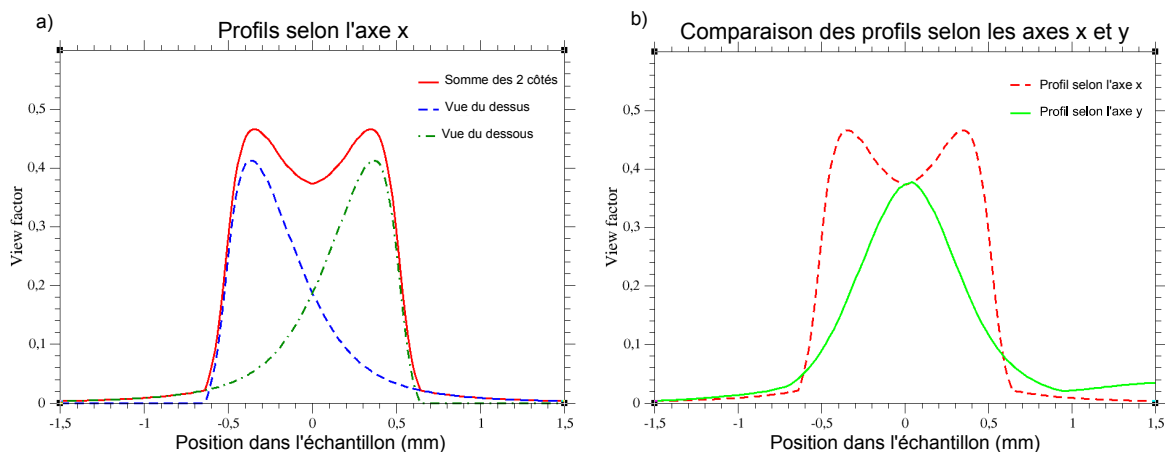 a)
Profils selon l'axe x
Somme des 2 côtés
Vue du dessus
Vue du dessous
View factor
0,5
0,4
0,3
0,2
0,1
0
-1,5
-1
-0,5
0
0,5
1
1,5
Position dans l'échantillon (mm)
b)
Comparaison des profils selon les axes x et y
Profil selon l'axe x
Profil selon l'axe y
View factor
0,5
0,4
0,3
0,2
0,1
0
-1,5
-1
-0,5
0
0,5
1
1,5
Position dans l'échantillon (mm)